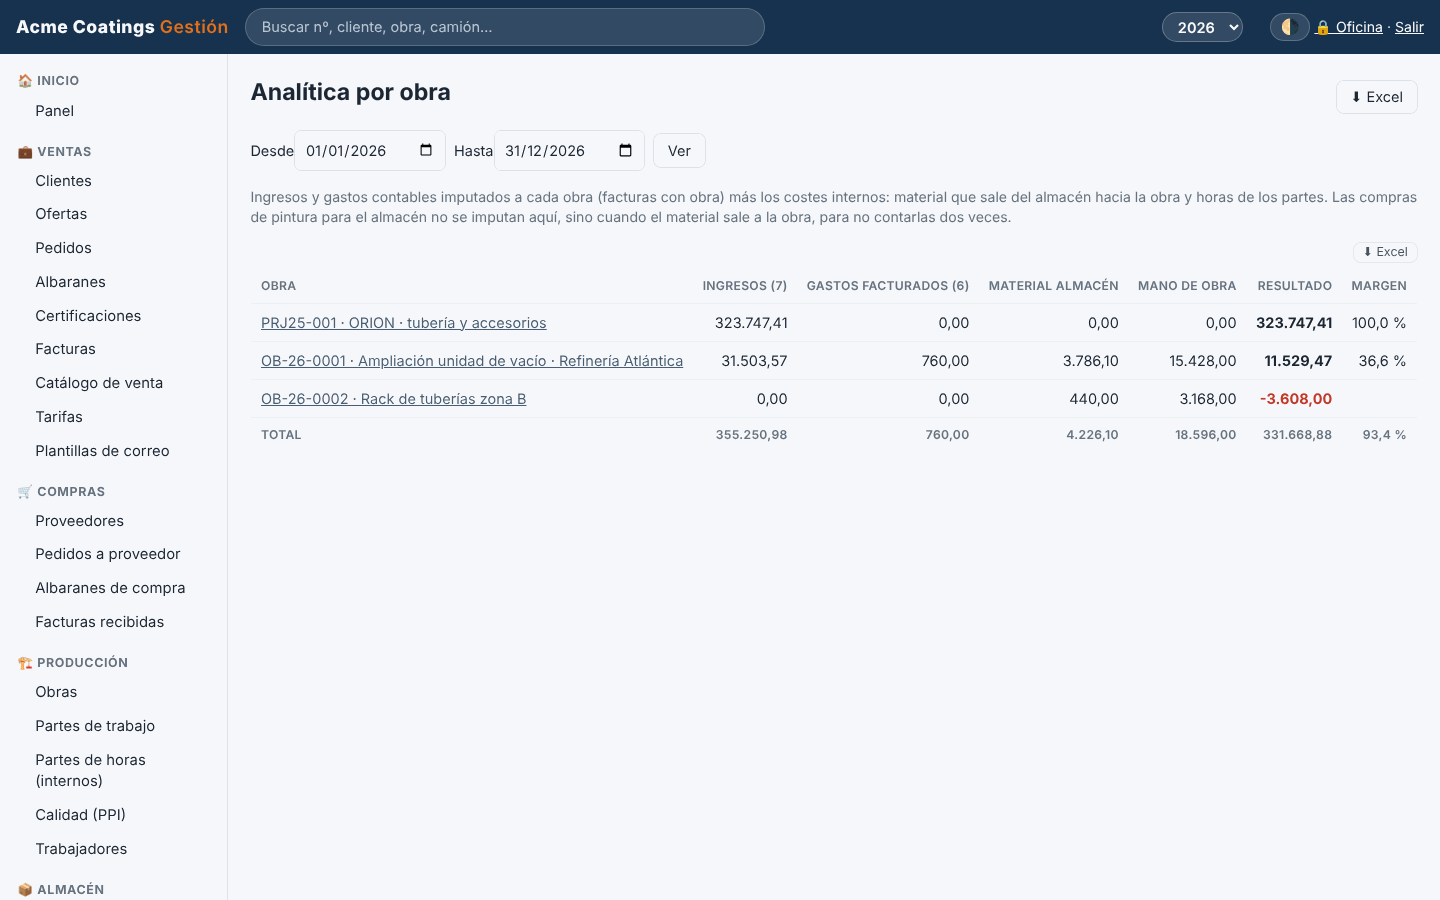 Acme Coatings Gestión
Buscar nº, cliente, obra, camión...
2026
🔒 Oficina · Salir
🏠 INICIO
Panel
💼 VENTAS
Clientes
Ofertas
Pedidos
Albaranes
Certificaciones
Facturas
Catálogo de venta
Tarifas
Plantillas de correo
🛒 COMPRAS
Proveedores
Pedidos a proveedor
Albaranes de compra
Facturas recibidas
🏗️ PRODUCCIÓN
Obras
Partes de trabajo
Partes de horas
(internos)
Calidad (PPI)
Trabajadores
📦 ALMACÉN
Analítica por obra
⬇ Excel
Desde 01/01/2026 Hasta 31/12/2026 Ver
Ingresos y gastos contables imputados a cada obra (facturas con obra) más los costes internos: material que sale del almacén hacia la obra y horas de los partes. Las compras
de pintura para el almacén no se imputan aquí, sino cuando el material sale a la obra, para no contarlas dos veces.
⬇ Excel
OBRA INGRESOS (7) GASTOS FACTURADOS (6) MATERIAL ALMACÉN MANO DE OBRA RESULTADO MARGEN
PRJ25-001 · ORION · tubería y accesorios 323.747,41 0,00 0,00 0,00 323.747,41 100,0 %
OB-26-0001 · Ampliación unidad de vacío · Refinería Atlántica 31.503,57 760,00 3.786,10 15.428,00 11.529,47 36,6 %
OB-26-0002 · Rack de tuberías zona B 0,00 0,00 440,00 3.168,00 -3.608,00
TOTAL 355.250,98 760,00 4.226,10 18.596,00 331.668,88 93,4 %